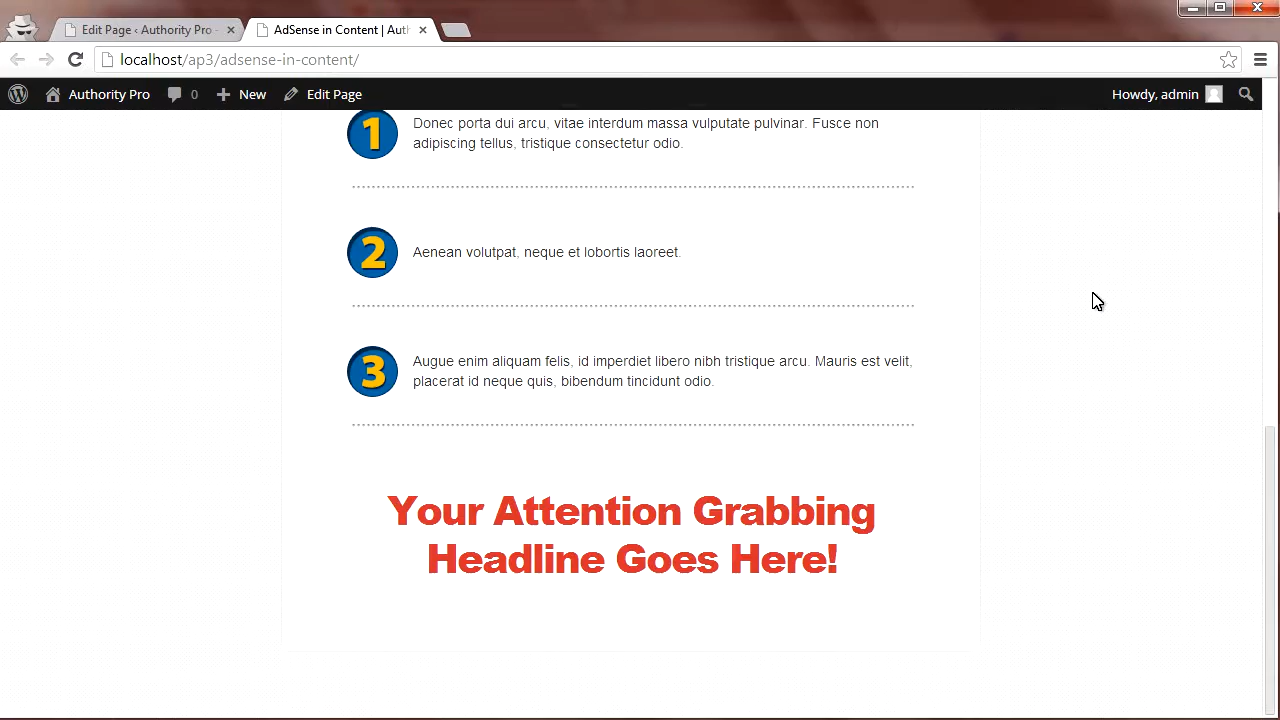 Edit Page ‹ Authority Pro -
AdSense in Content | Auth
localhost/ap3/adsense-in-content/
Authority Pro
0
New
Edit Page
Howdy, admin
1
Donec porta dui arcu, vitae interdum massa vulputate pulvinar. Fusce non
adipiscing tellus, tristique consectetur odio.
2
Aenean volutpat, neque et lobortis laoreet.
3
Augue enim aliquam felis, id imperdiet libero nibh tristique arcu. Mauris est velit,
placerat id neque quis, bibendum tincidunt odio.
Your Attention Grabbing
Headline Goes Here!